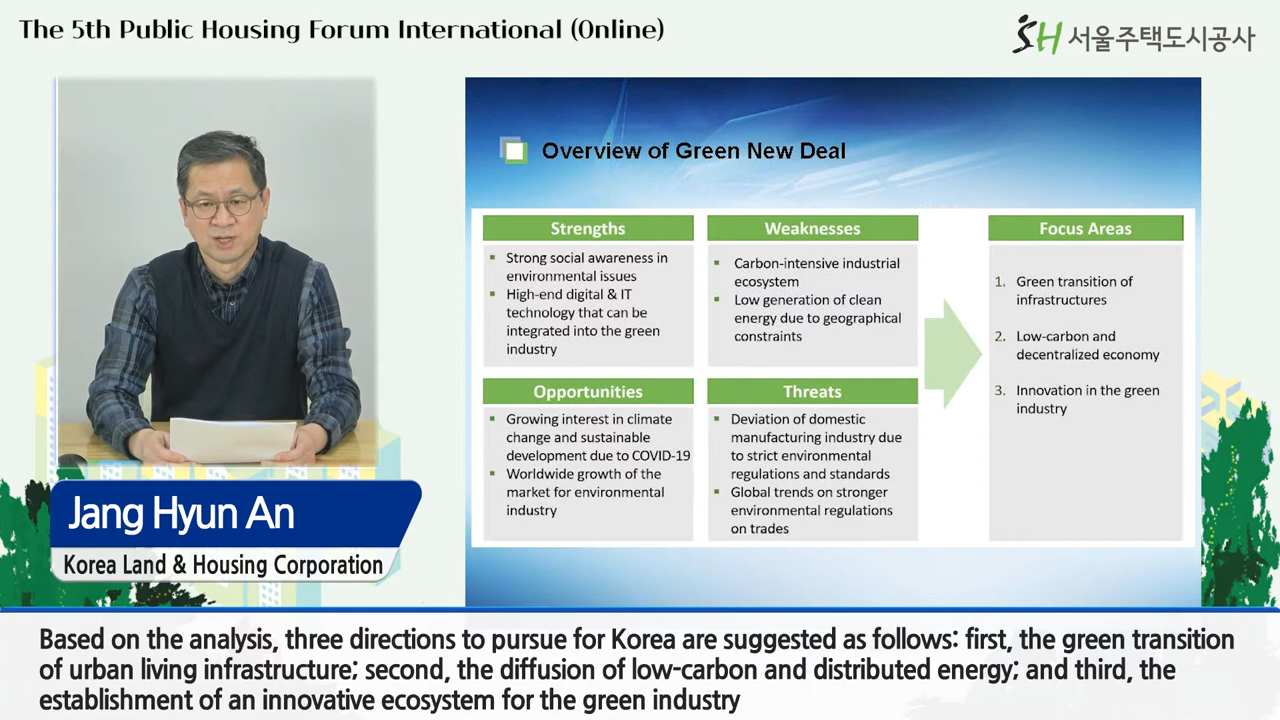 The 5th Public Housing Forum International (Online)
SH 서울주택도시공사
Overview of Green New Deal
Strengths
▪ Strong social awareness in
environmental issues
▪ High-end digital & IT
technology that can be
integrated into the green
industry
Weaknesses
▪ Carbon-intensive industrial
ecosystem
▪ Low generation of clean
energy due to geographical
constraints
Opportunities
▪ Growing interest in climate
change and sustainable
development due to COVID-19
▪ Worldwide growth of the
market for environmental
industry
Threats
▪ Deviation of domestic
manufacturing industry due
to strict environmental
regulations and standards
▪ Global trends on stronger
environmental regulations
on trades
Focus Areas
1. Green transition of
infrastructures
2. Low-carbon and
decentralized economy
3. Innovation in the green
industry
Jang Hyun An
Korea Land & Housing Corporation
Based on the analysis, three directions to pursue for Korea are suggested as follows: first, the green transition
of urban living infrastructure; second, the diffusion of low-carbon and distributed energy; and third, the
establishment of an innovative ecosystem for the green industry